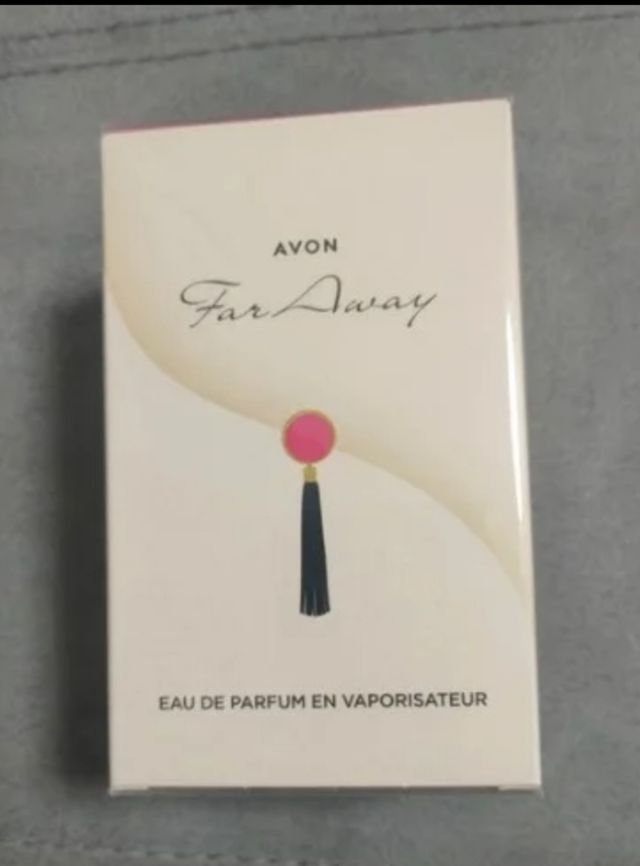 AVON
Far Away
EAU DE PARFUM EN VAPORISATEUR